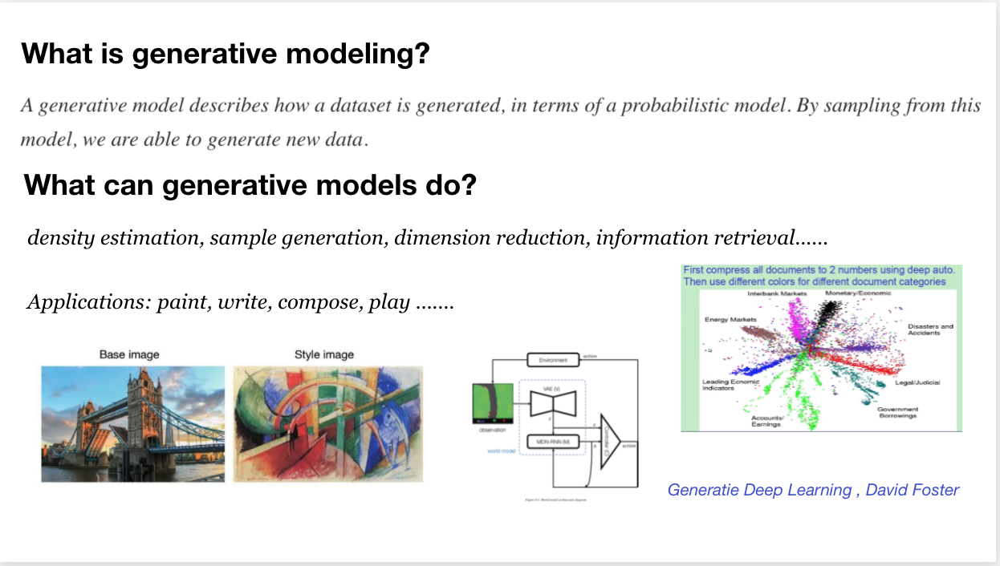 What is generative modeling?
A generative model describes how a dataset is generated, in terms of a probabilistic model. By sampling from this
model, we are able to generate new data.
What can generative models do?
density estimation, sample generation, dimension reduction, information retrieval......
Applications: paint, write, compose, play .......
Base image
Style image
Environment
action
VAE (V)
z
observation
z
MDN-RNN (M)
h
Controller (C)
action
world model
First compress all documents to 2 numbers using deep auto.
Then use different colors for different document categories
Interbank Markets
Monetary/Economic
Energy Markets
Disasters and
Accidents
Leading Ecnomic
Indicators
Legal/Judicial
Government
Borrowings
Accounts/
Earnings
Generatie Deep Learning , David Foster